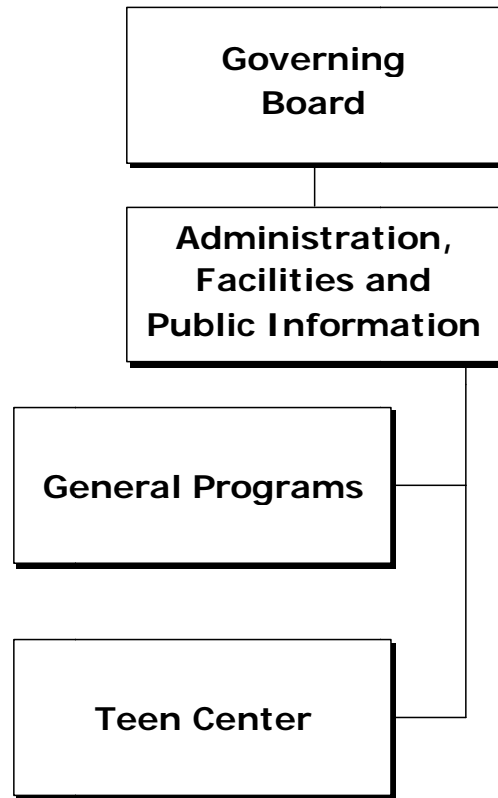 Governing
Board
Administration,
Facilities and
Public Information
General Programs
Teen Center